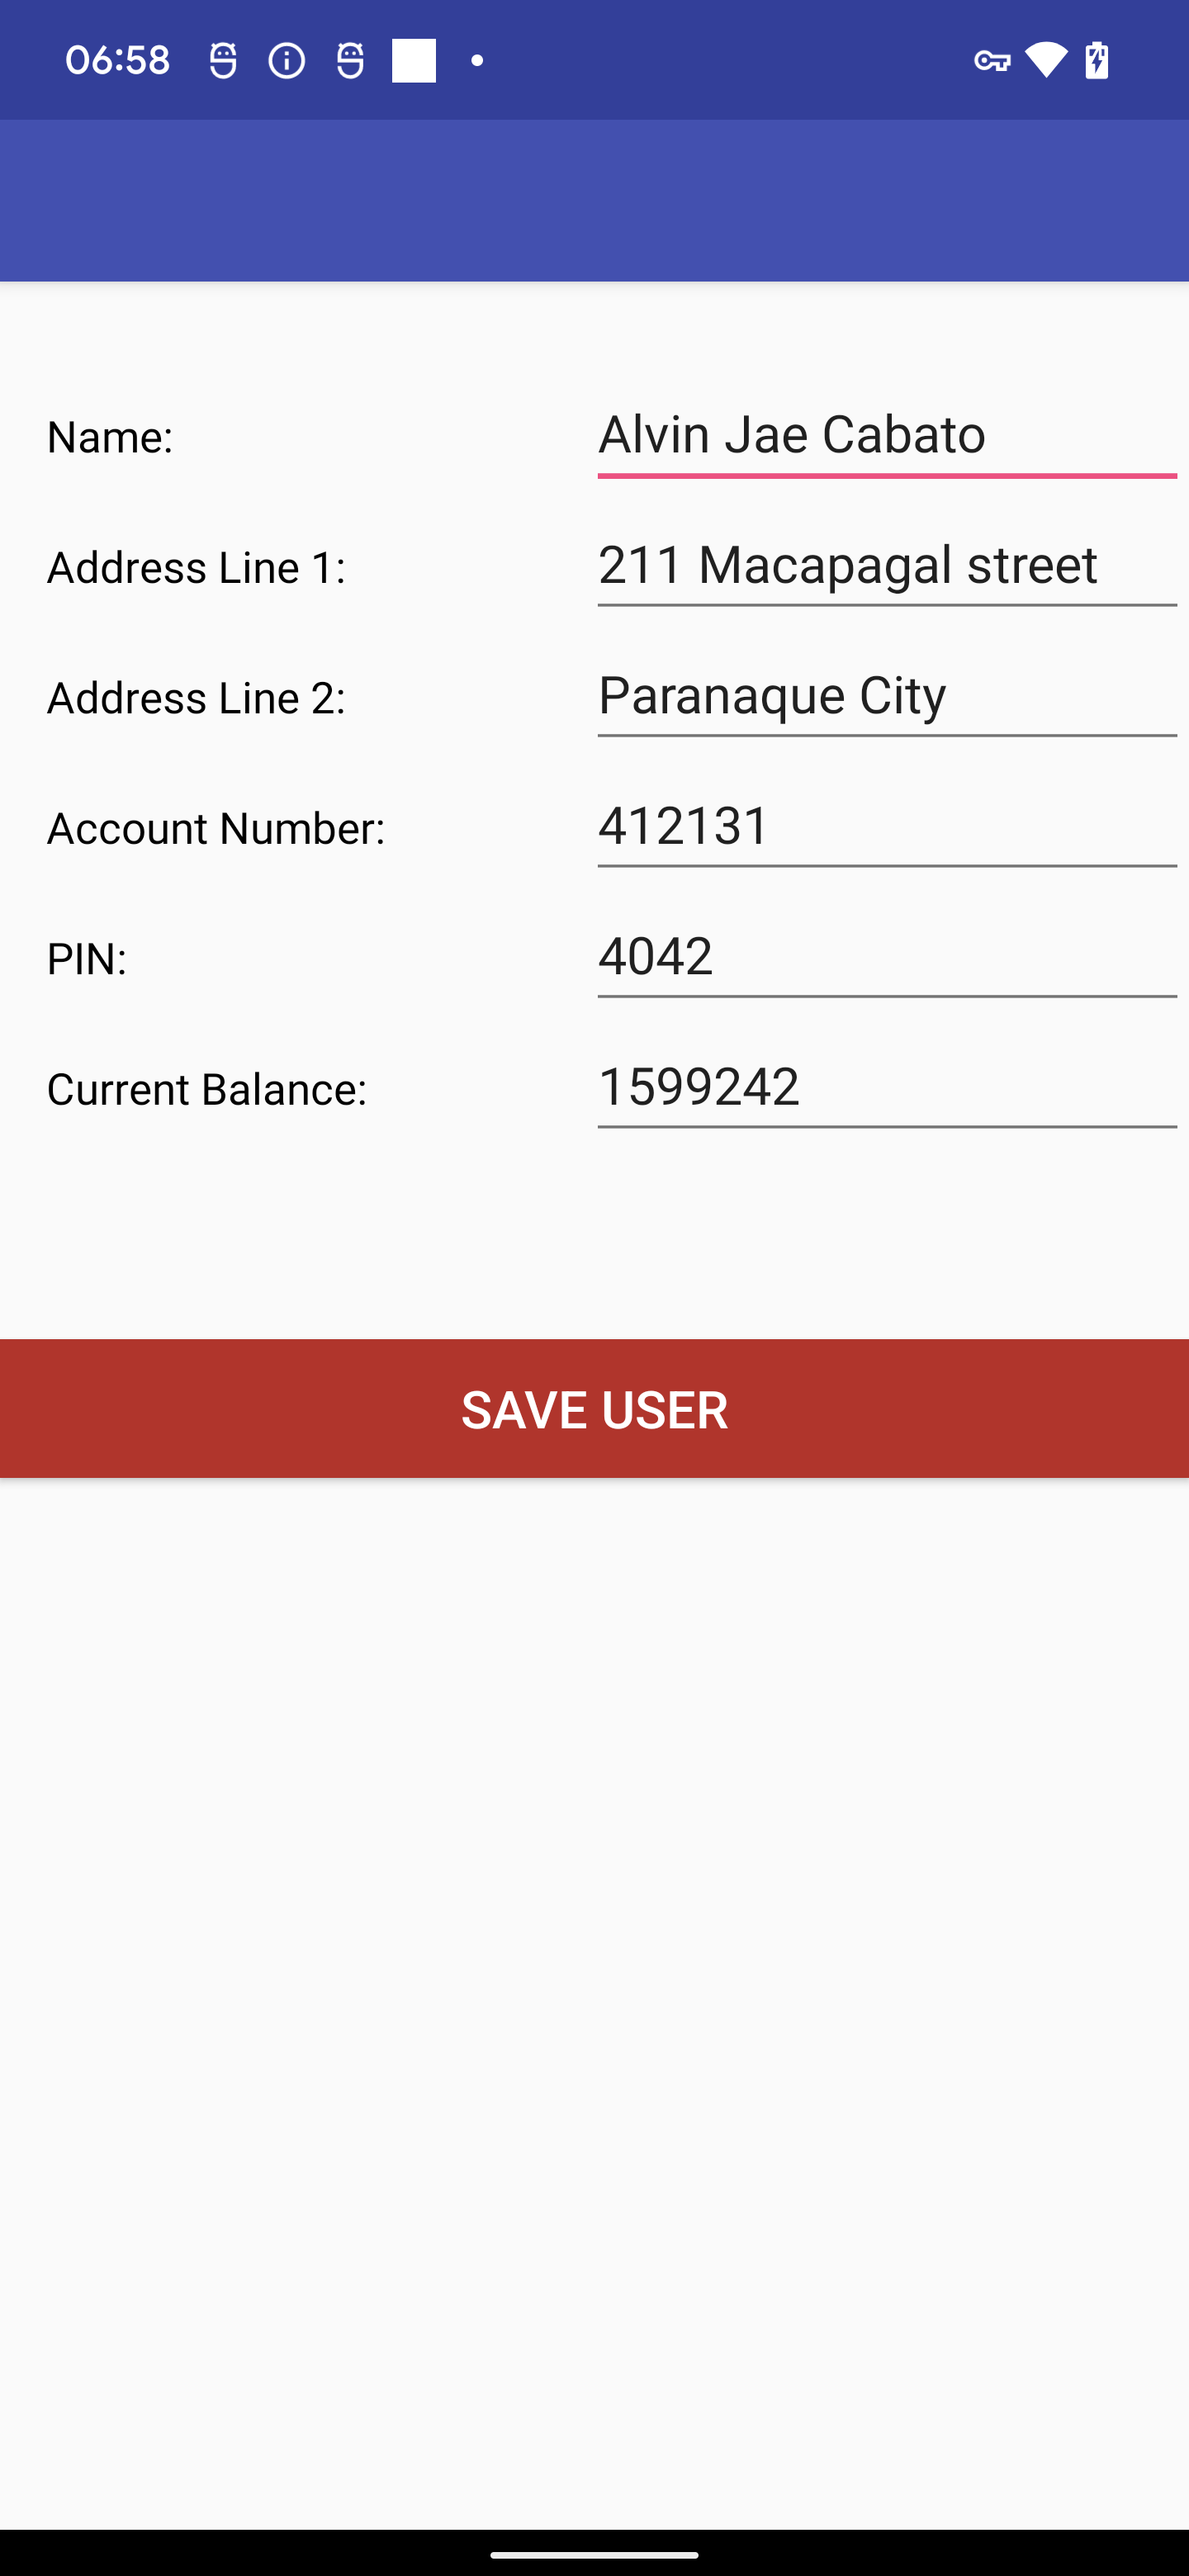 06:58
Name: Alvin Jae Cabato
Address Line 1: 211 Macapagal street
Address Line 2: Paranaque City
Account Number: 412131
PIN: 4042
Current Balance: 1599242
SAVE USER